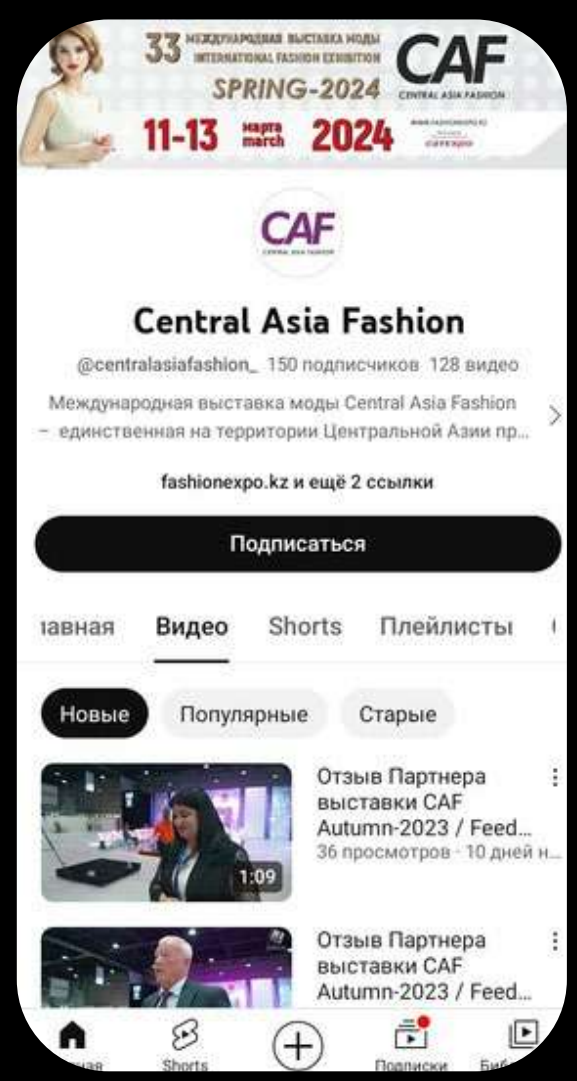 33 МЕЖДУНАРОДНАЯ ВЫСТАВКА МОДЫ
INTERNATIONAL FASHION EXHIBITION
SPRING-2024
CAF
CENTRAL ASIA FASHION
11-13 марта march 2024
CAF
CENTRAL ASIA FASHION
Central Asia Fashion
@centralasiafashion_ 150 подписчиков 128 видео
Международная выставка моды Central Asia Fashion
– единственная на территории Центральной Азии пр...
fashionexpo.kz и ещё 2 ссылки
Подписаться
лавная Видео Shorts Плейлисты
Новые Популярные Старые
Отзыв Партнера
выставки CAF
Autumn-2023 / Feed...
36 просмотров · 10 дней н...
1:09
Отзыв Партнера
выставки CAF
Autumn-2023 / Feed...
Shorts Подписки